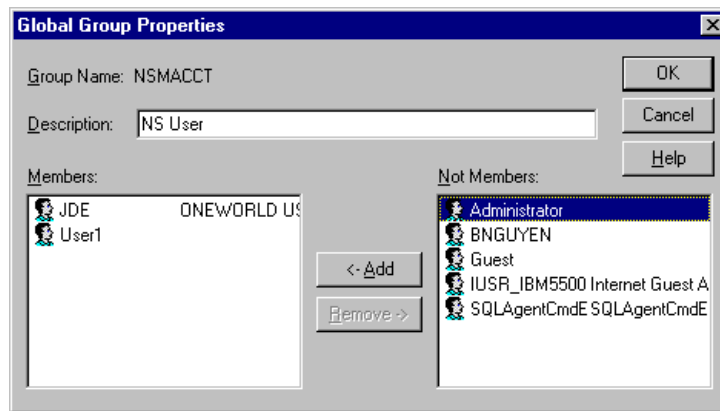 Global Group Properties
Group Name: NSMACCT
OK
Description: NS User
Cancel
Help
Members:
Not Members:
JDE ONEWORLD US
User1
<- Add
Remove ->
Administrator
BNGUYEN
Guest
IUSR_IBM5500 Internet Guest A
SQLAgentCmdE SQLAgentCmdE